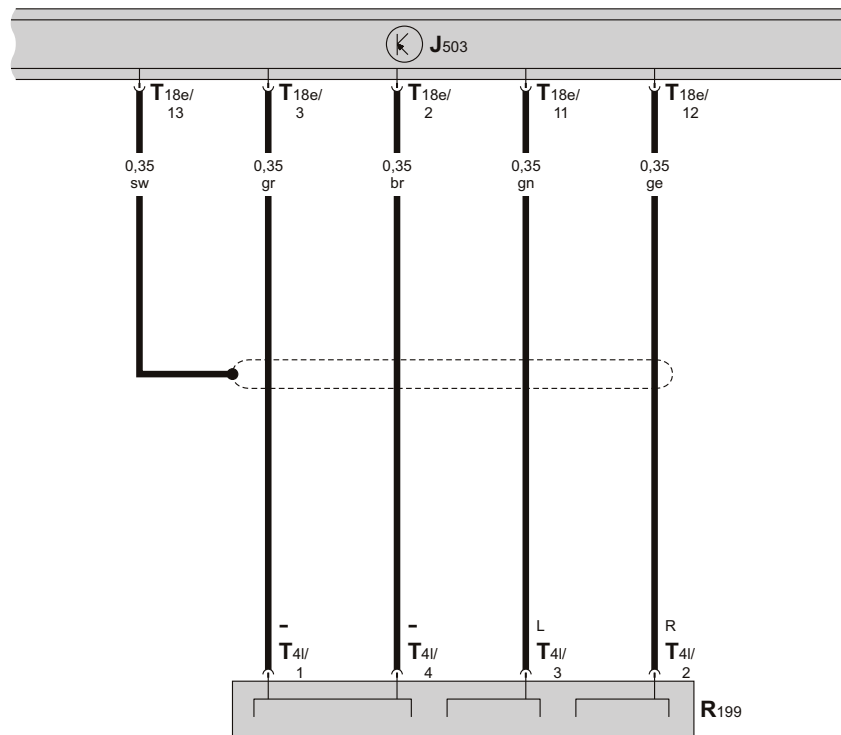 J503
T18e/ T18e/ T18e/ T18e/ T18e/
13 3 2 11 12
0,35 0,35 0,35 0,35 0,35
sw gr br gn ge
- - L R
T4l/ T4l/ T4l/ T4l/
1 4 3 2
R199